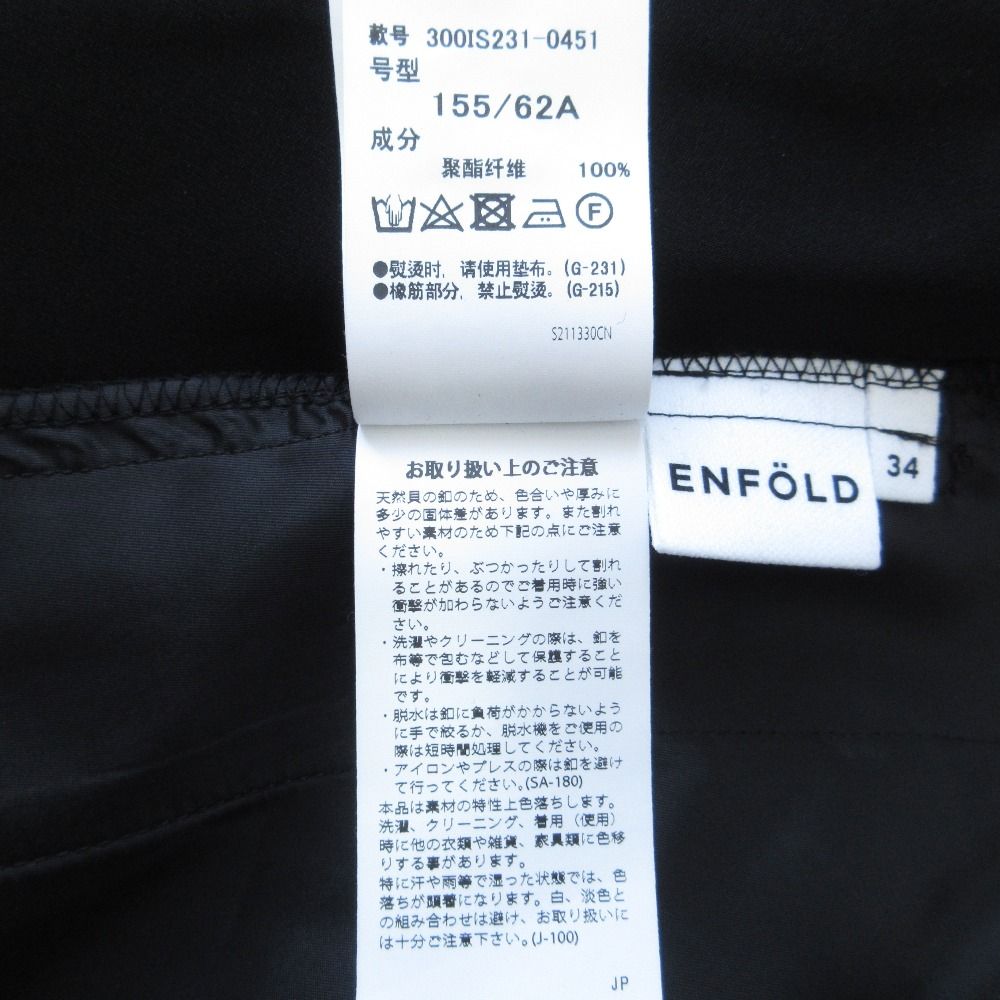 款号 300IS231-0451
号型
155/62A
成分
聚酯纤维 100%
F
●熨烫时, 请使用垫布。(G-231)
●橡筋部分, 禁止熨烫。(G-215)
S211330CN
お取り扱い上のご注意
天然貝の釦のため、色合いや厚みに
多少の固体差があります。また割れ
やすい素材のため下記の点にご注意
ください。
・擦れたり、ぶつかったりして割れ
ることがあるのでご着用時に強い
衝撃が加わらないようご注意くだ
さい。
・洗濯やクリーニングの際は、釦を
布等で包むなどして保護すること
により衝撃を軽減することが可能
です。
・脱水は釦に負荷がかからないよう
に手で絞るか、脱水機をご使用の
際は短時間処理してください。
・アイロンやプレスの際は釦を避け
て行ってください。(SA-180)
本品は素材の特性上色落ちします。
洗濯、クリーニング、着用（使用）
時に他の衣類や雑貨、家具類に色移
りする事があります。
特に汗や雨等で湿った状態では、色
落ちが顕著になります。白、淡色と
の組み合わせは避け、お取り扱いに
は十分ご注意下さい。(J-100)
JP
ENFÖLD
34